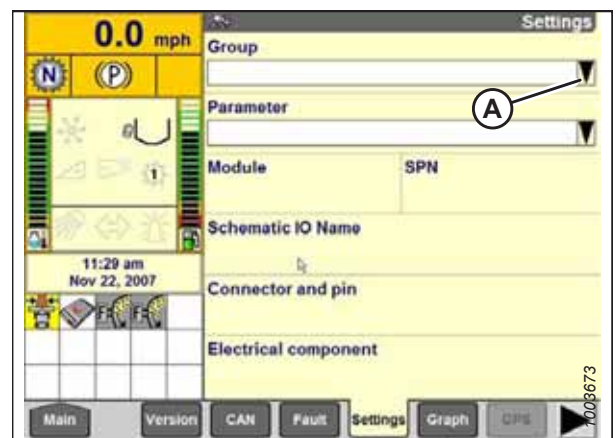 0.0 mph
Settings
Group
N
(P)
A
Parameter
Module
SPN
1
Schematic IO Name
11:29 am
Nov 22, 2007
Connector and pin
Electrical component
1003673
Main
Version
CAN
Fault
Settings
Graph
GPS